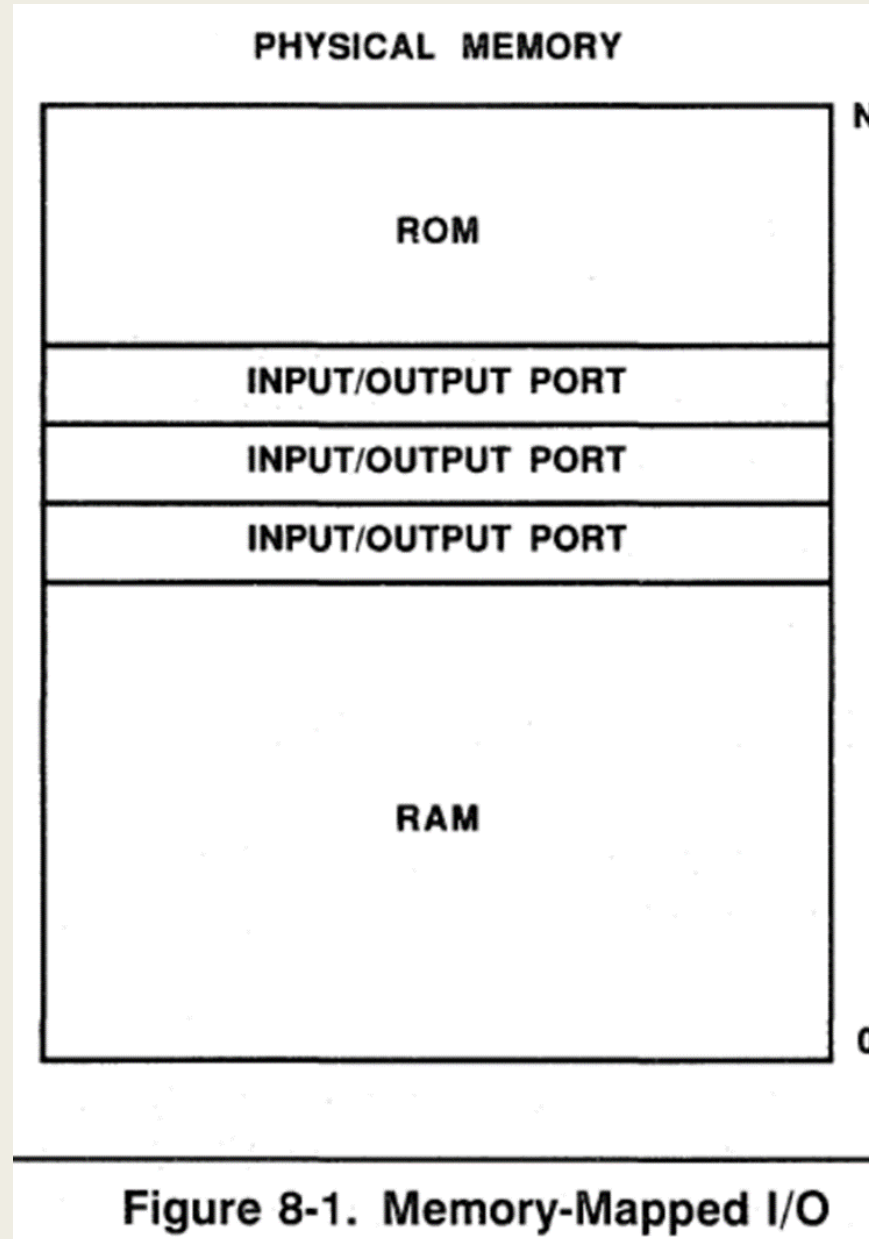 PHYSICAL MEMORY
N
ROM
INPUT/OUTPUT PORT
INPUT/OUTPUT PORT
INPUT/OUTPUT PORT
RAM
0
Figure 8-1. Memory-Mapped I/O